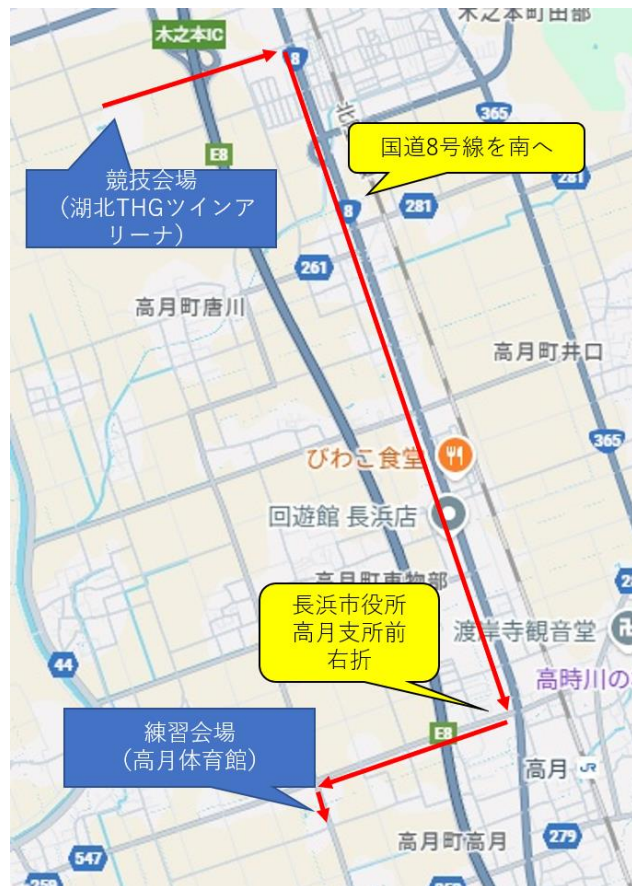 木之本IC
木之本町田部
8
365
E8
国道8号線を南へ
競技会場
(湖北THGツインア
リーナ)
281
8
281
261
高月町唐川
高月町井口
365
びわこ食堂
回遊館 長浜店
高月町東物部
長浜市役所
高月支所前
右折
渡岸寺観音堂
44
高時川の
E8
練習会場
(高月体育館)
高月
JR
高月町高月
279
547